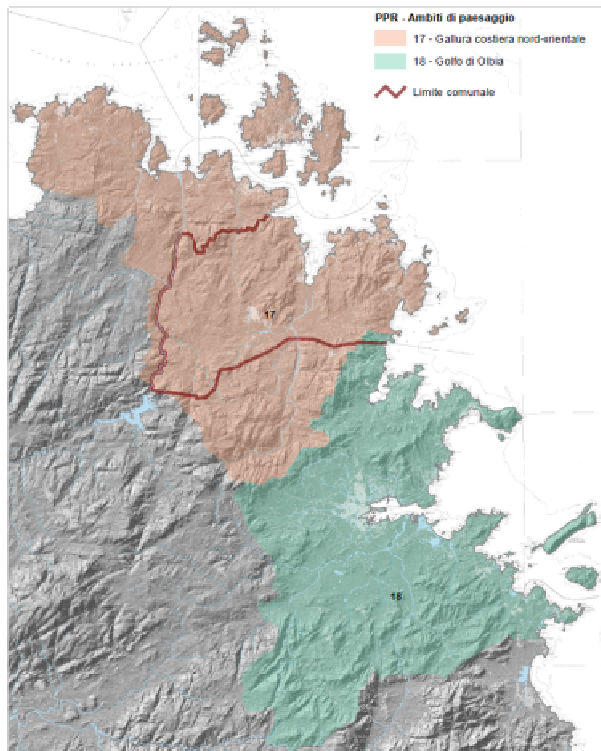 PPR - Ambiti di paesaggio
17 - Gallura costiera nord-orientale
18 - Golfo di Olbia
Limite comunale
17
18